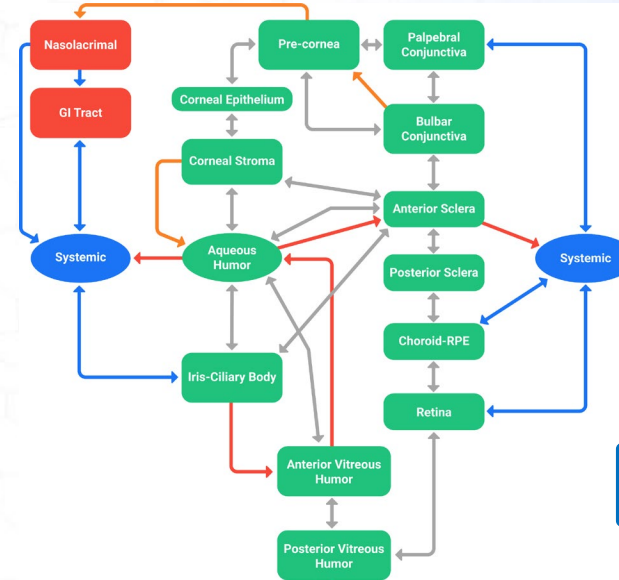 Nasolacrimal
Pre-cornea
Palpebral
Conjunctiva
GI Tract
Corneal Epithelium
Bulbar
Conjunctiva
Corneal Stroma
Anterior Sclera
Systemic
Aqueous
Humor
Posterior Sclera
Systemic
Choroid-RPE
Iris-Ciliary Body
Retina
Anterior Vitreous
Humor
Posterior Vitreous
Humor